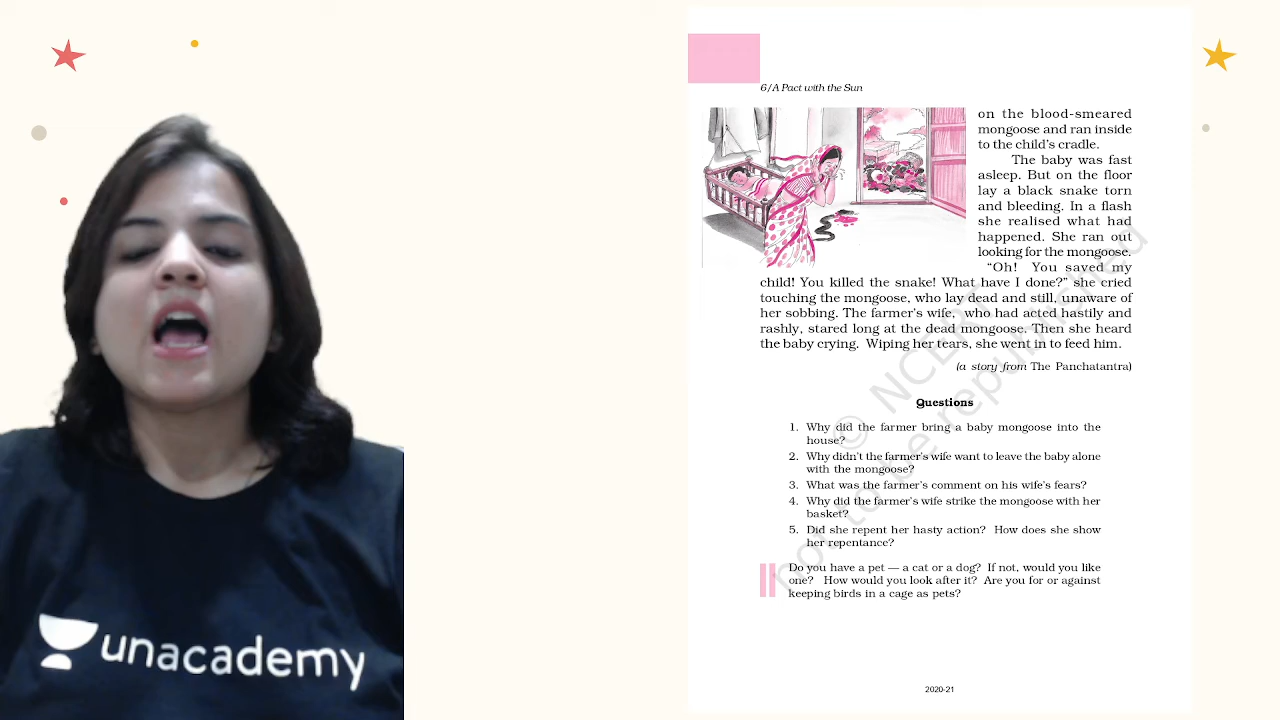 unacademy
6/A Pact with the Sun
on the blood-smeared
mongoose and ran inside
to the child's cradle.
The baby was fast
asleep. But on the floor
lay a black snake torn
and bleeding. In a flash
she realised what had
happened. She ran out
looking for the mongoose.
"Oh! You saved my
child! You killed the snake! What have I done?" she cried
touching the mongoose, who lay dead and still, unaware of
her sobbing. The farmer's wife, who had acted hastily and
rashly, stared long at the dead mongoose. Then she heard
the baby crying. Wiping her tears, she went in to feed him.
(a story from The Panchatantra)
Questions
1. Why did the farmer bring a baby mongoose into the
house?
2. Why didn't the farmer's wife want to leave the baby alone
with the mongoose?
3. What was the farmer's comment on his wife's fears?
4. Why did the farmer's wife strike the mongoose with her
basket?
5. Did she repent her hasty action? How does she show
her repentance?
Do you have a pet — a cat or a dog? If not, would you like
one? How would you look after it? Are you for or against
keeping birds in a cage as pets?
© NCERT
not to be republished
2020-21